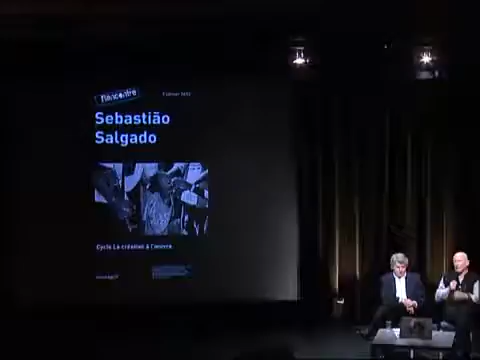 Rencontre
Sebastião
Salgado
Cycle La création à l'œuvre